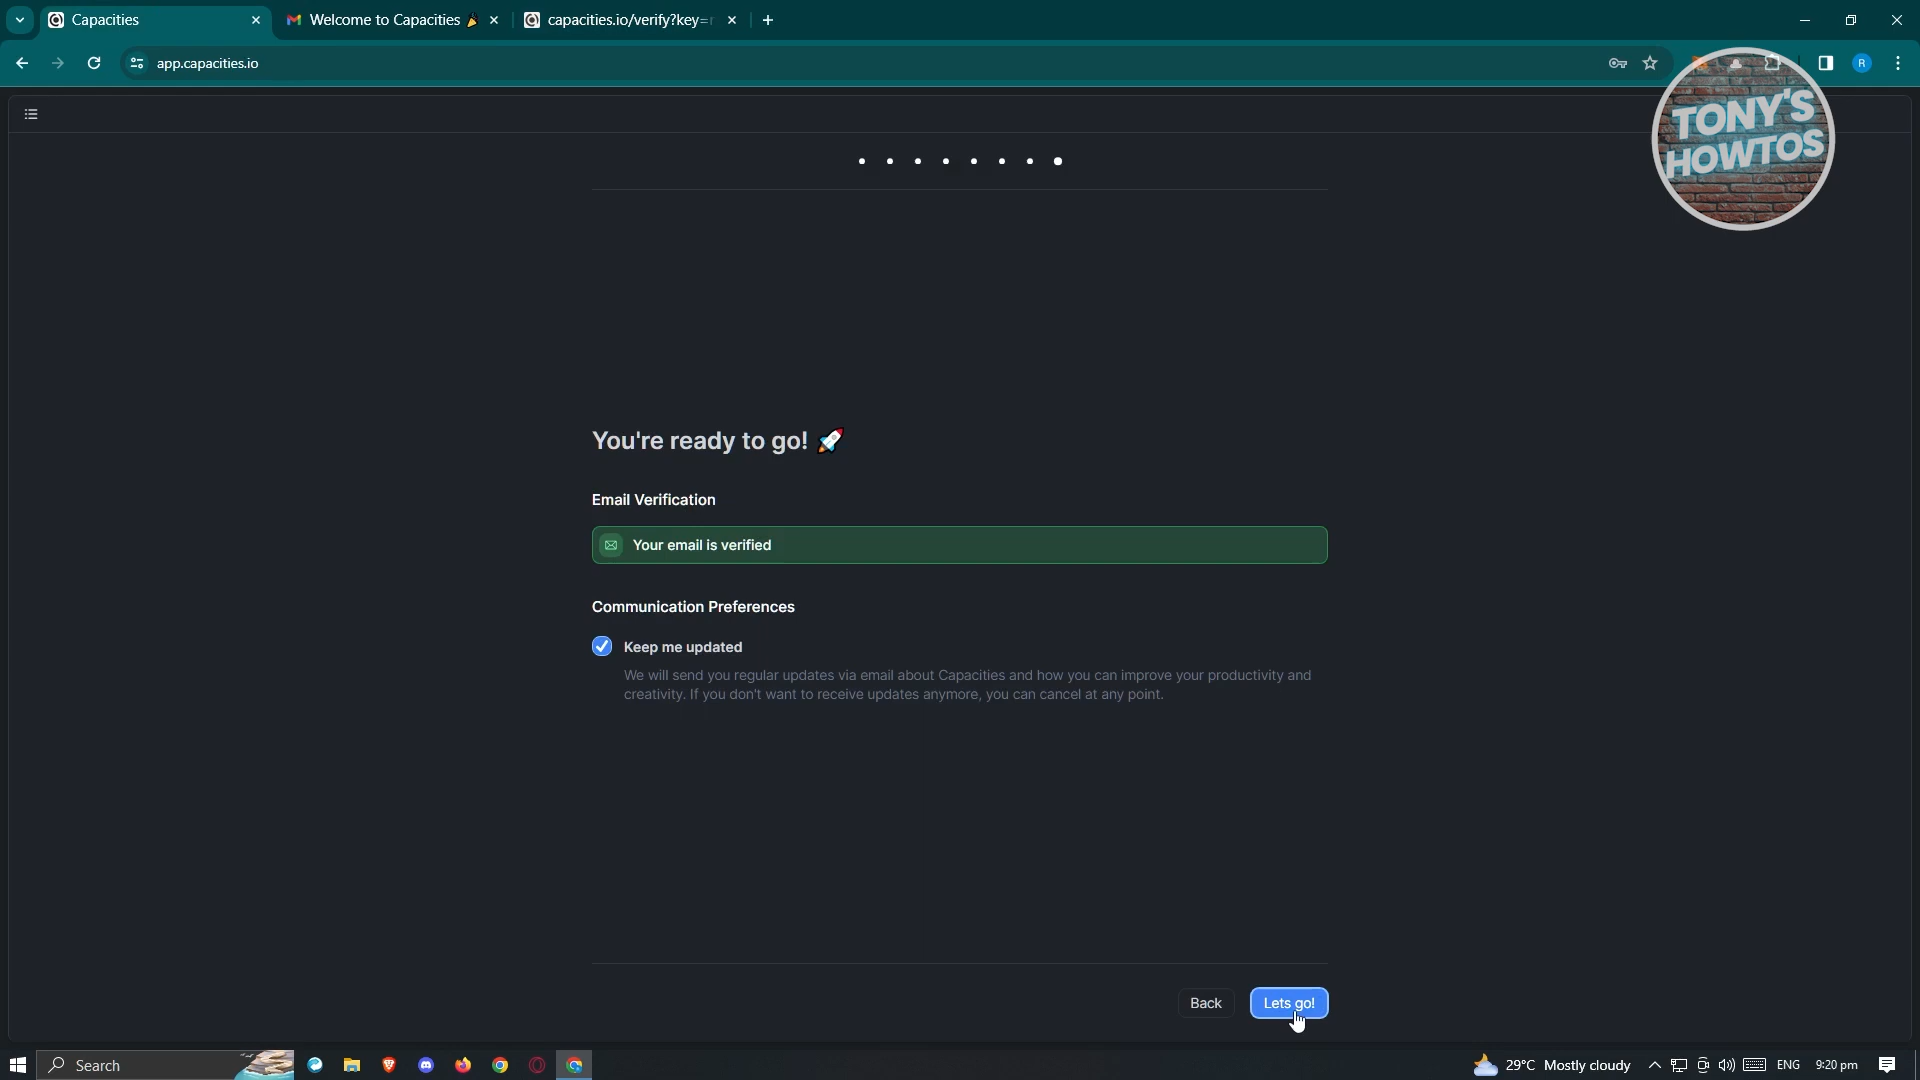 Capacities
Welcome to Capacities
capacities.io/verify?key=
app.capacities.io
R
TONY'S
HOWTOS
You're ready to go!
Email Verification
Your email is verified
Communication Preferences
Keep me updated
We will send you regular updates via email about Capacities and how you can improve your productivity and
creativity. If you don't want to receive updates anymore, you can cancel at any point.
Back
Lets go!
Search
29°C Mostly cloudy
ENG
9:20 pm